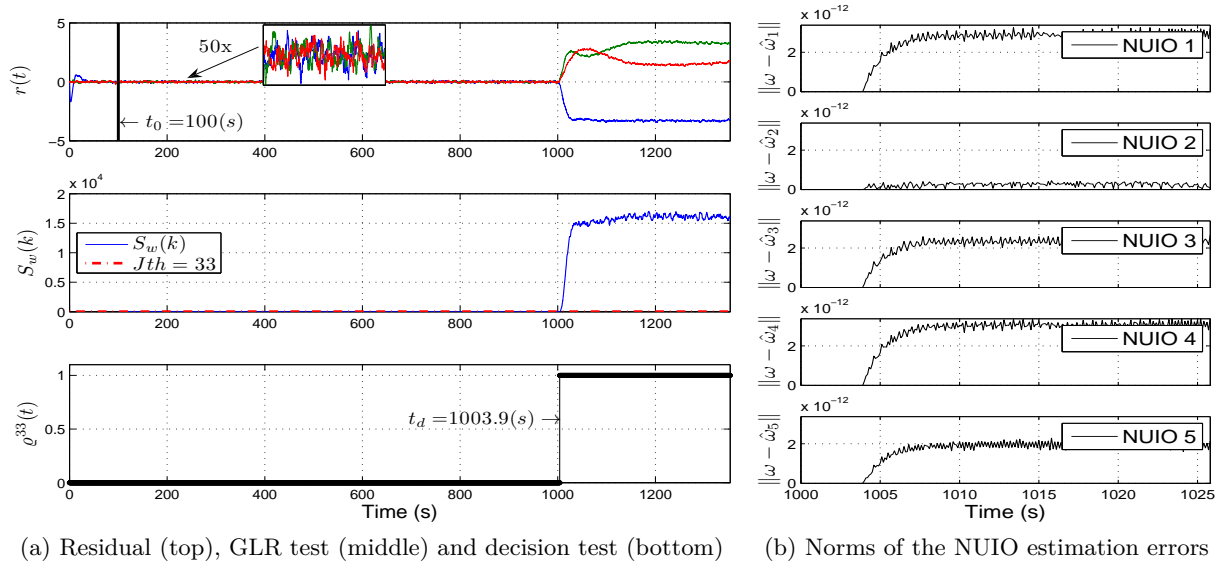 r(t)
5
0
−5
50x
← t₀ =100(s)
0 200 400 600 800 1000 1200
x 10⁴
S_w(k)
2
1.5
1
0.5
0
S_w(k)
Jth = 33
0 200 400 600 800 1000 1200
ϱ³³(t)
1
0.5
0
t_d =1003.9(s)→
0 200 400 600 800 1000 1200
Time (s)
(a) Residual (top), GLR test (middle) and decision test (bottom)
x 10⁻¹²
||ω − ω̂₁||
2
0
NUIO 1
x 10⁻¹²
||ω − ω̂₂||
2
0
NUIO 2
x 10⁻¹²
||ω − ω̂₃||
2
0
NUIO 3
x 10⁻¹²
||ω − ω̂₄||
2
0
NUIO 4
x 10⁻¹²
||ω − ω̂₅||
2
0
NUIO 5
1000 1005 1010 1015 1020 1025
Time (s)
(b) Norms of the NUIO estimation errors